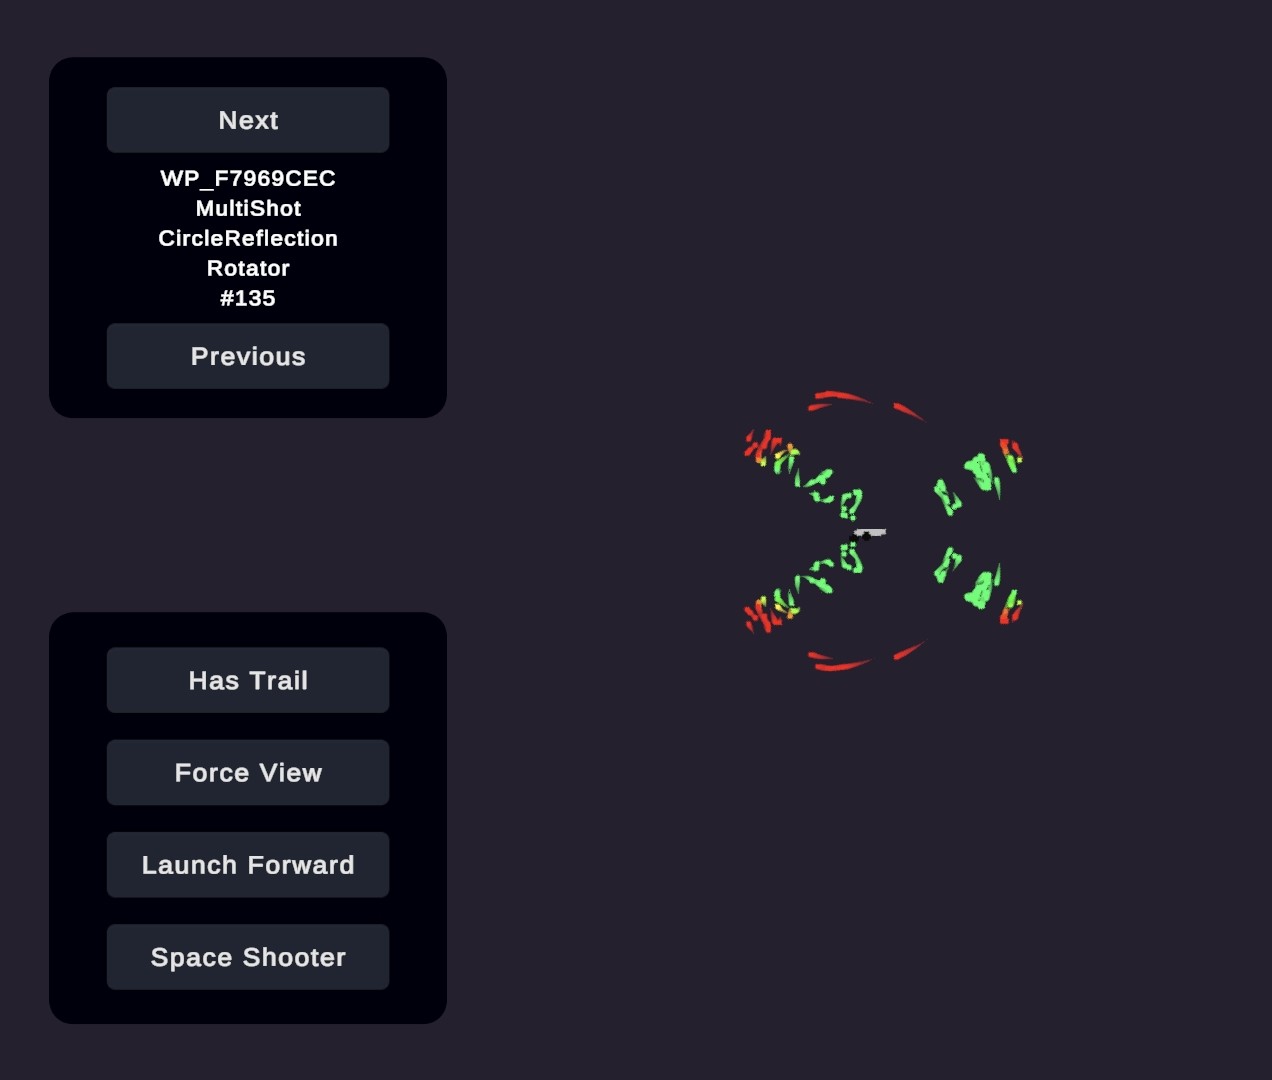 Next
WP_F7969CEC
MultiShot
CircleReflection
Rotator
#135
Previous
Has Trail
Force View
Launch Forward
Space Shooter